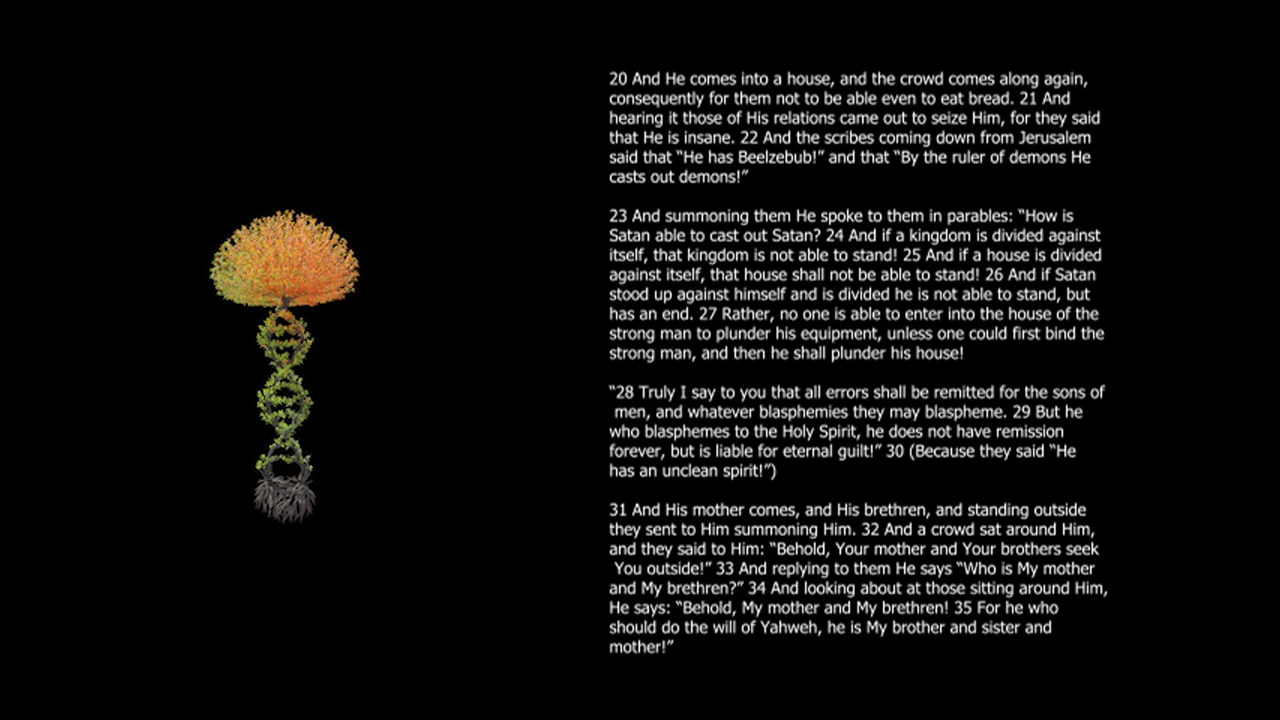 20 And He comes into a house, and the crowd comes along again,
consequently for them not to be able even to eat bread. 21 And
hearing it those of His relations came out to seize Him, for they said
that He is insane. 22 And the scribes coming down from Jerusalem
said that “He has Beelzebub!” and that “By the ruler of demons He
casts out demons!”
23 And summoning them He spoke to them in parables: “How is
Satan able to cast out Satan? 24 And if a kingdom is divided against
itself, that kingdom is not able to stand! 25 And if a house is divided
against itself, that house shall not be able to stand! 26 And if Satan
stood up against himself and is divided he is not able to stand, but
has an end. 27 Rather, no one is able to enter into the house of the
strong man to plunder his equipment, unless one could first bind the
strong man, and then he shall plunder his house!
“28 Truly I say to you that all errors shall be remitted for the sons of
men, and whatever blasphemies they may blaspheme. 29 But he
who blasphemes to the Holy Spirit, he does not have remission
forever, but is liable for eternal guilt!” 30 (Because they said “He
has an unclean spirit!”)
31 And His mother comes, and His brethren, and standing outside
they sent to Him summoning Him. 32 And a crowd sat around Him,
and they said to Him: “Behold, Your mother and Your brothers seek
You outside!” 33 And replying to them He says “Who is My mother
and My brethren?” 34 And looking about at those sitting around Him,
He says: “Behold, My mother and My brethren! 35 For he who
should do the will of Yahweh, he is My brother and sister and
mother!”